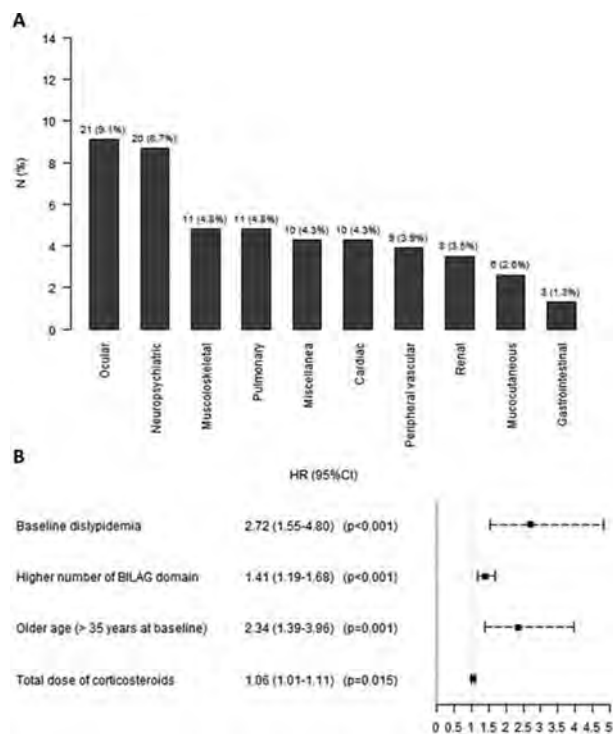 A
14
12
10
8
6
4
2
0
N (%)
21 (9.1%)
20 (8.7%)
11 (4.8%)
11 (4.8%)
10 (4.3%)
10 (4.3%)
9 (3.9%)
8 (3.5%)
6 (2.6%)
3 (1.3%)
Ocular
Neuropsychiatric
Muscoloskeletal
Pulmonary
Miscellanea
Cardiac
Peripheral vascular
Renal
Mucocutaneous
Gastrointestinal
B
HR (95%CI)
Baseline dislypidemia 2.72 (1.55-4.80) (p<0.001)
Higher number of BILAG domain 1.41 (1.19-1.68) (p<0.001)
Older age (> 35 years at baseline) 2.34 (1.39-3.96) (p=0.001)
Total dose of corticosteroids 1.06 (1.01-1.11) (p=0.015)
0 0.5 1 1.5 2 2.5 3 3.5 4 4.5 5